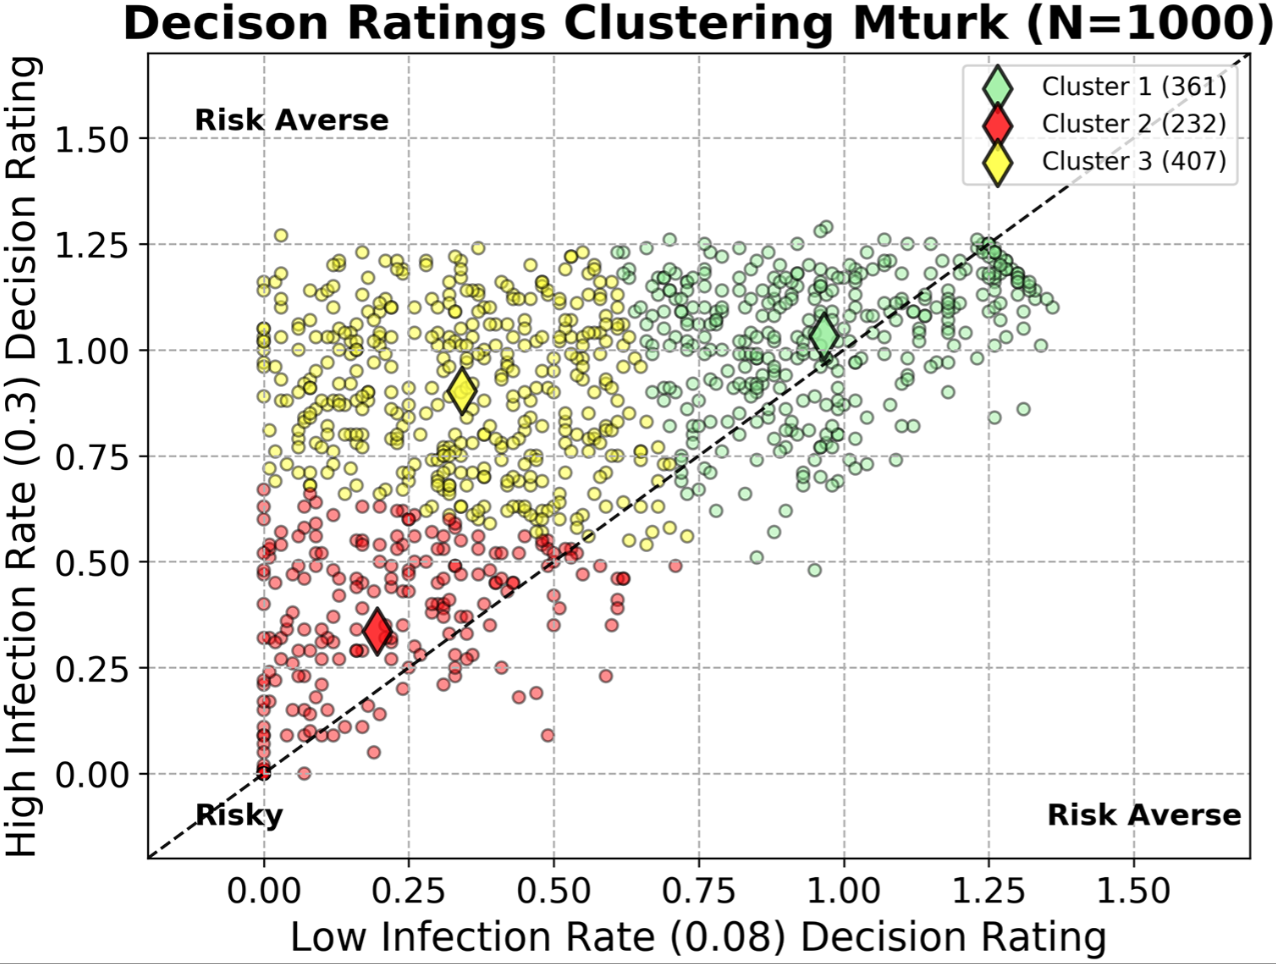 Decison Ratings Clustering Mturk (N=1000)
High Infection Rate (0.3) Decision Rating
1.50
1.25
1.00
0.75
0.50
0.25
0.00
Risk Averse
Cluster 1 (361)
Cluster 2 (232)
Cluster 3 (407)
Risky
Risk Averse
0.00 0.25 0.50 0.75 1.00 1.25 1.50
Low Infection Rate (0.08) Decision Rating